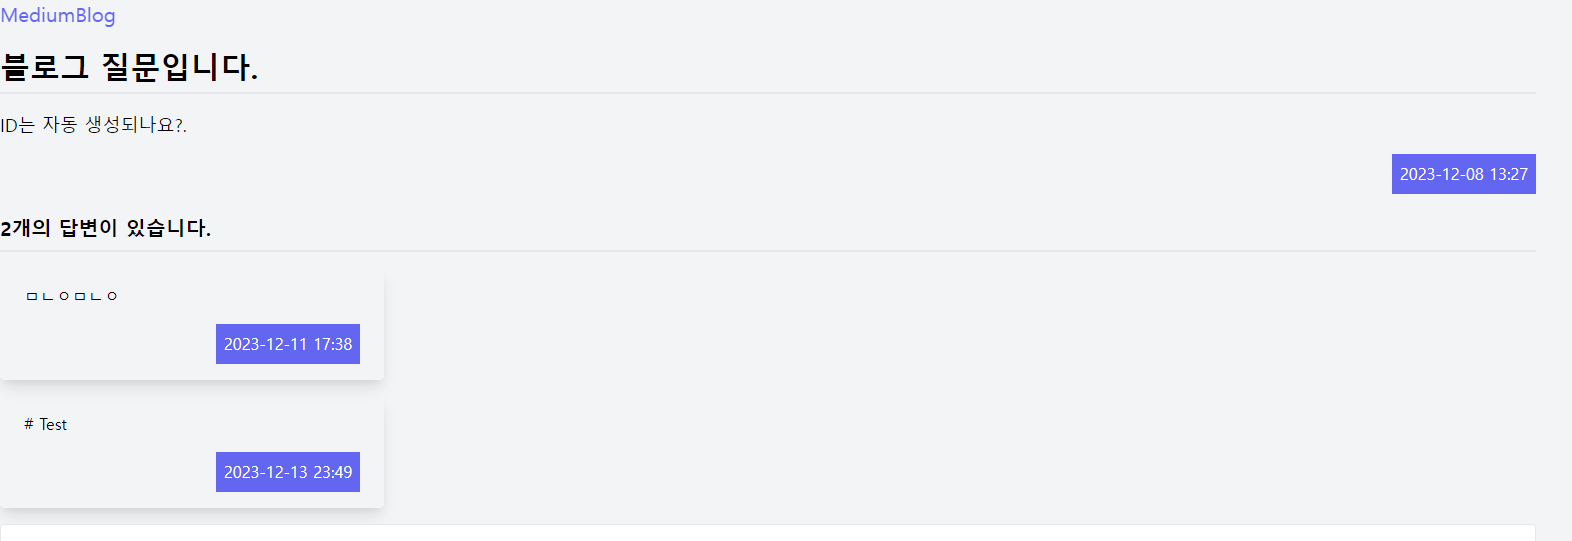 MediumBlog
블로그 질문입니다.
ID는 자동 생성되나요?.
2023-12-08 13:27
2개의 답변이 있습니다.
ㅁㄴㅇㅁㄴㅇ
2023-12-11 17:38
# Test
2023-12-13 23:49